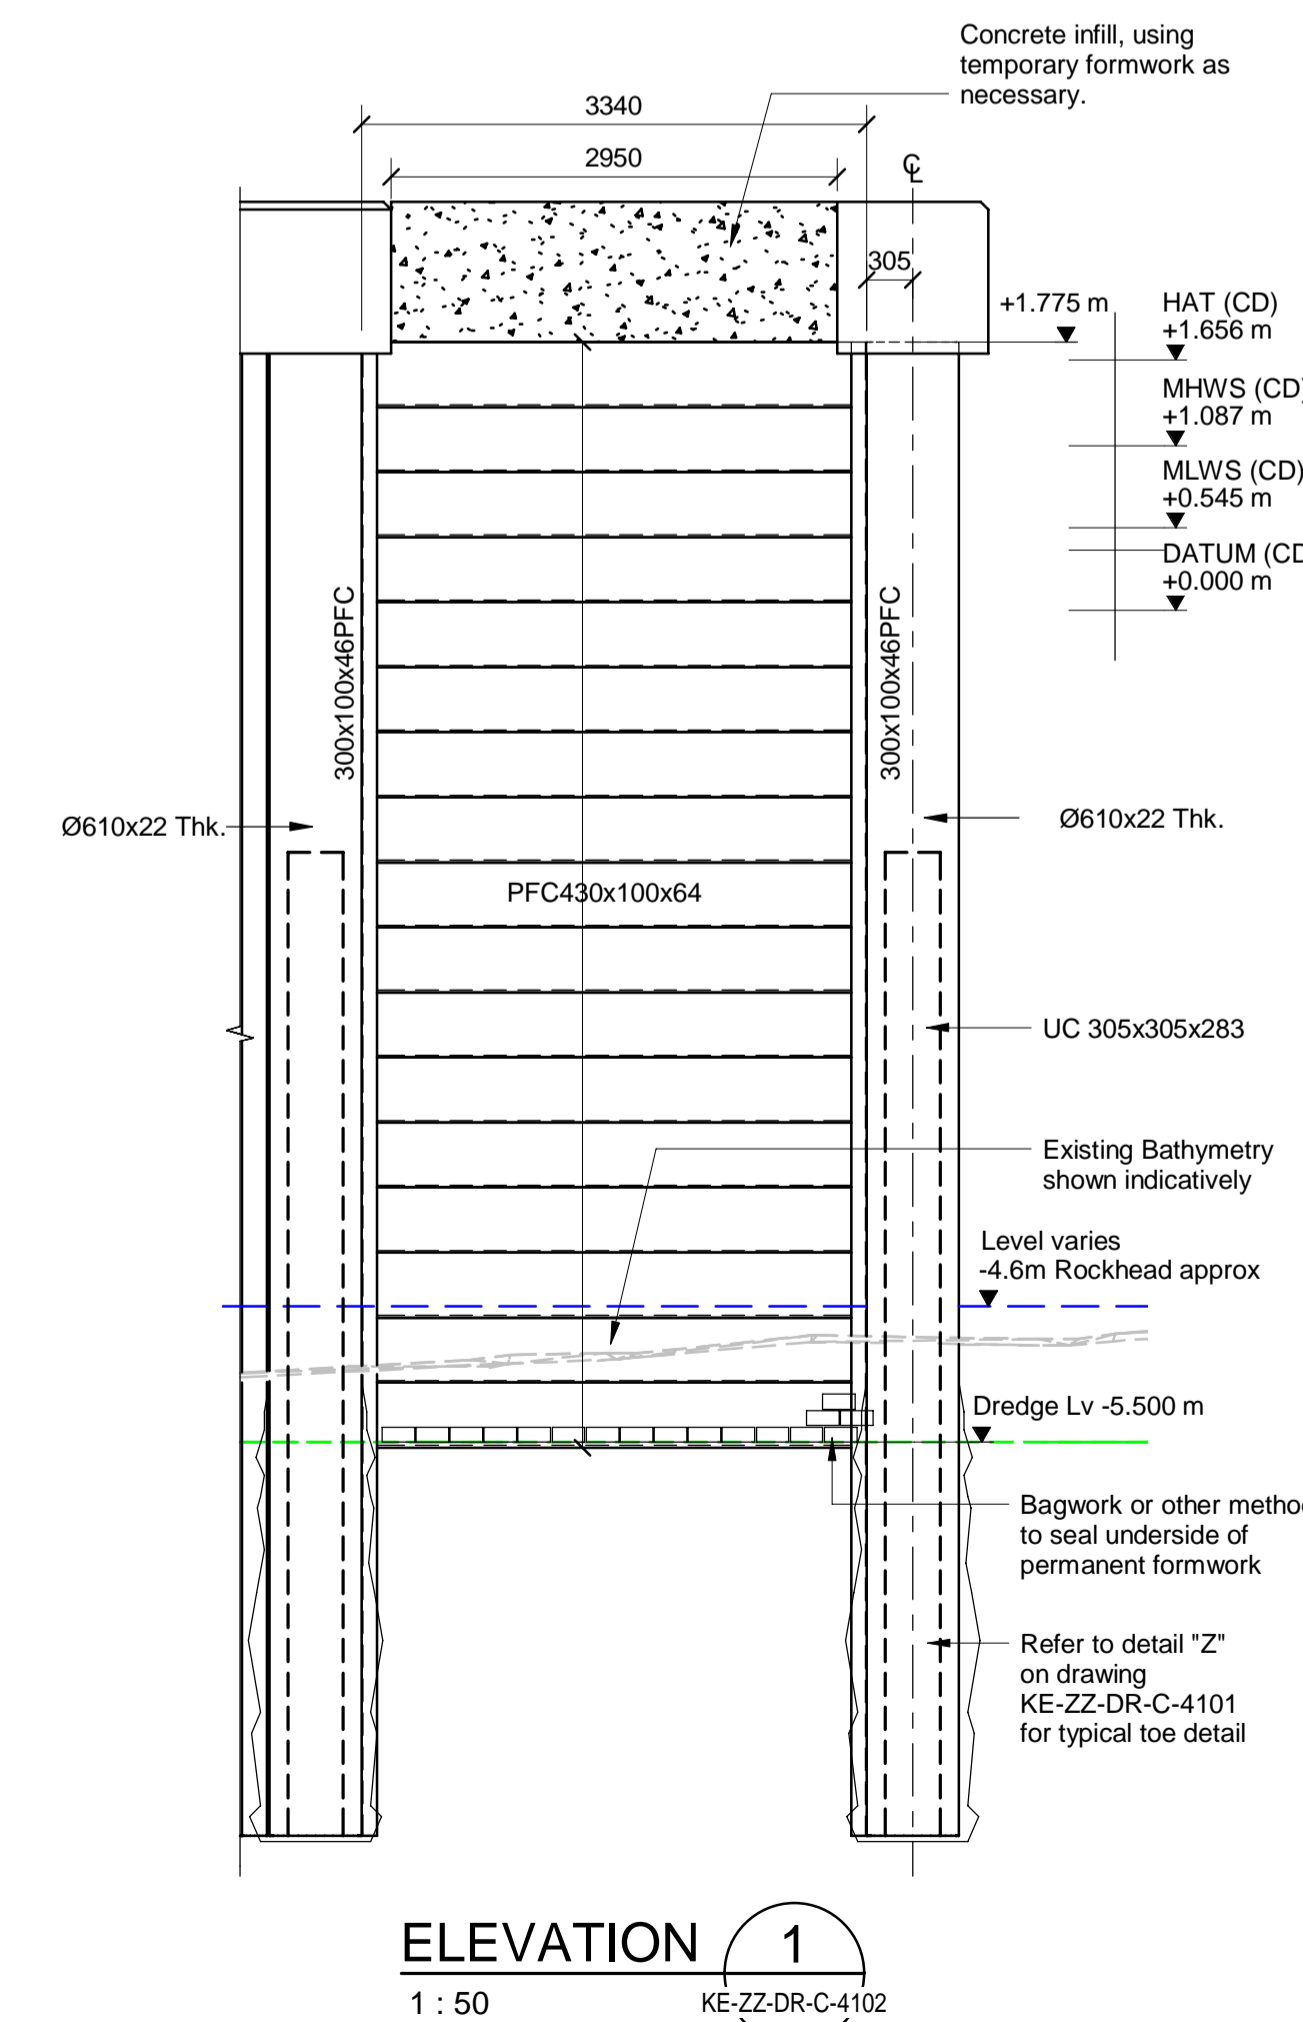 Concrete infill, using
temporary formwork as
necessary.
3340
2950
℄
305
+1.775 m
HAT (CD)
+1.656 m
MHWS (CD)
+1.087 m
MLWS (CD)
+0.545 m
DATUM (CD
+0.000 m
300x100x46PFC
300x100x46PFC
Ø610x22 Thk.
Ø610x22 Thk.
PFC430x100x64
UC 305x305x283
Existing Bathymetry
shown indicatively
Level varies
-4.6m Rockhead approx
Dredge Lv -5.500 m
Bagwork or other metho
to seal underside of
permanent formwork
Refer to detail "Z"
on drawing
KE-ZZ-DR-C-4101
for typical toe detail
ELEVATION 1
1 : 50 KE-ZZ-DR-C-4102